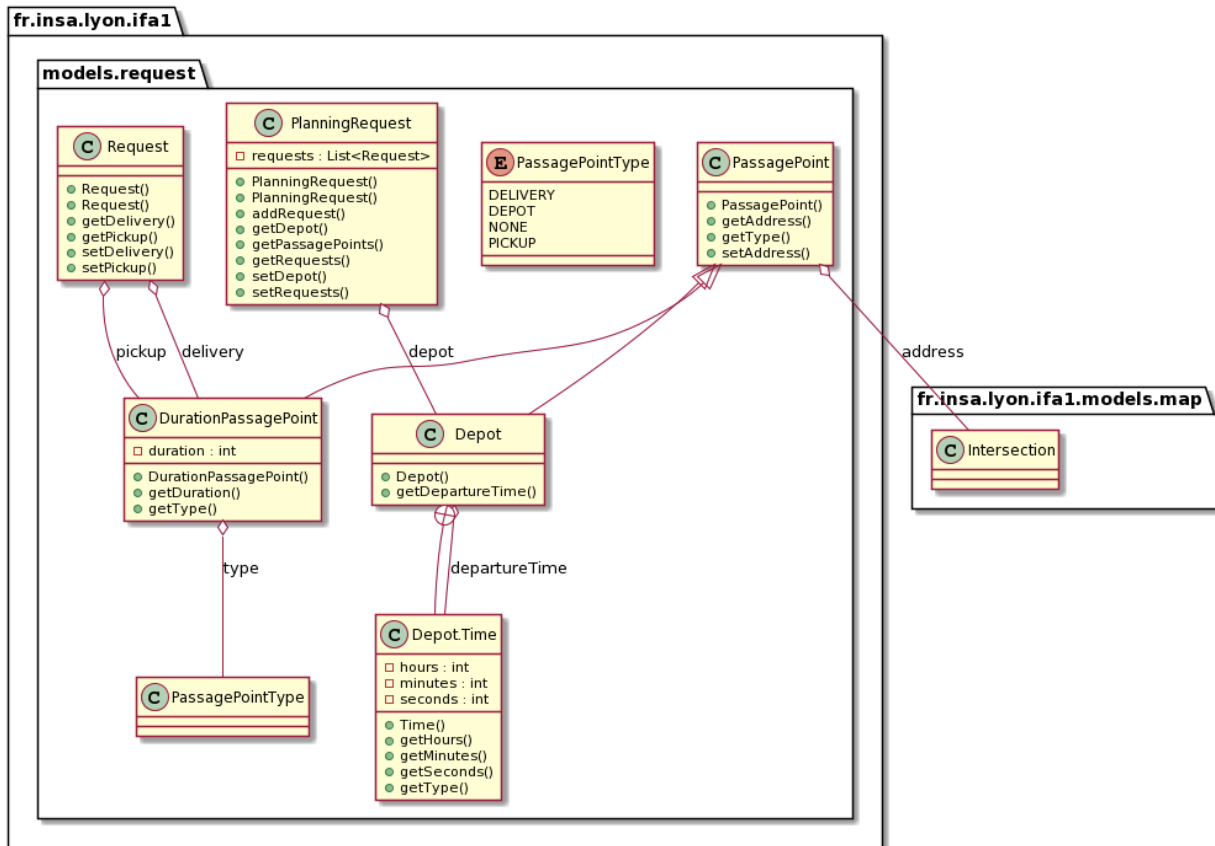 fr.insa.lyon.ifa1
models.request
C Request
Request()
Request()
getDelivery()
getPickup()
setDelivery()
setPickup()
C PlanningRequest
requests : List<Request>
PlanningRequest()
PlanningRequest()
addRequest()
getDepot()
getPassagePoints()
getRequests()
setDepot()
setRequests()
E PassagePointType
DELIVERY
DEPOT
NONE
PICKUP
C PassagePoint
PassagePoint()
getAddress()
getType()
setAddress()
pickup
delivery
depot
address
C DurationPassagePoint
duration : int
DurationPassagePoint()
getDuration()
getType()
C Depot
Depot()
getDepartureTime()
fr.insa.lyon.ifa1.models.map
C Intersection
type
departureTime
C PassagePointType
C Depot.Time
hours : int
minutes : int
seconds : int
Time()
getHours()
getMinutes()
getSeconds()
getType()